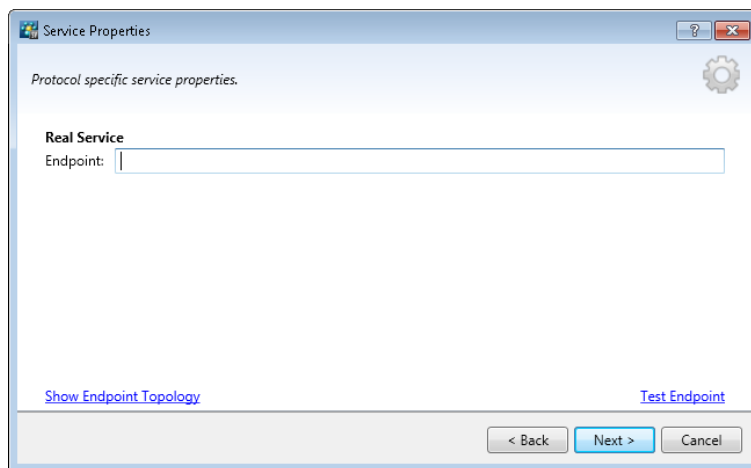 Service Properties
?
Protocol specific service properties.
Real Service
Endpoint:
Show Endpoint Topology
Test Endpoint
< Back
Next >
Cancel